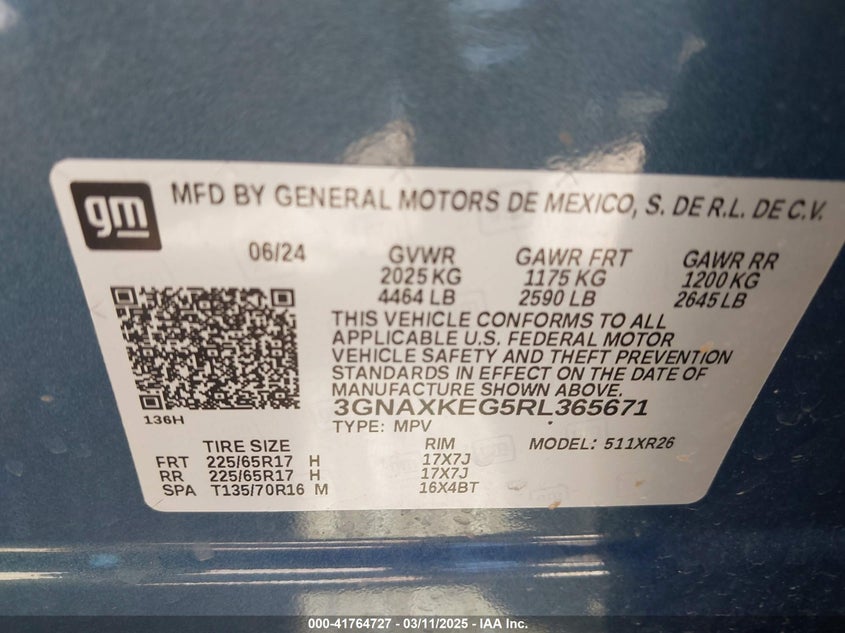 gm
MFD BY GENERAL MOTORS DE MEXICO, S. DE R.L. DE C.V.
06/24 GVWR GAWR FRT GAWR RR
2025 KG 1175 KG 1200 KG
4464 LB 2590 LB 2645 LB
THIS VEHICLE CONFORMS TO ALL
APPLICABLE U.S. FEDERAL MOTOR
VEHICLE SAFETY AND THEFT PREVENTION
STANDARDS IN EFFECT ON THE DATE OF
MANUFACTURE SHOWN ABOVE.
3GNAXKEG5RL365671
136H TYPE: MPV
TIRE SIZE RIM MODEL: 511XR26
FRT 225/65R17 H 17X7J
RR 225/65R17 H 17X7J
SPA T135/70R16 M 16X4BT
000-41764727 - 03/11/2025 - IAA Inc.